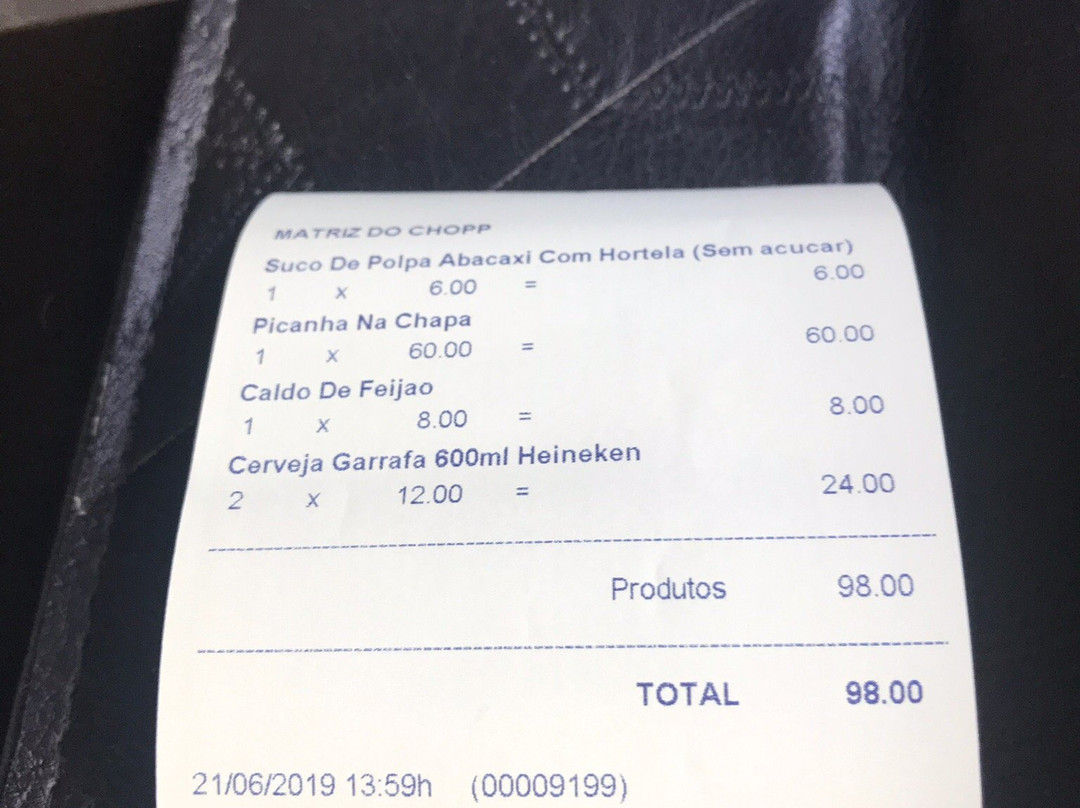 MATRIZ DO CHOPP
Suco De Polpa Abacaxi Com Hortela (Sem acucar)
1 x 6.00 = 6.00
Picanha Na Chapa
1 x 60.00 = 60.00
Caldo De Feijao
1 x 8.00 = 8.00
Cerveja Garrafa 600ml Heineken
2 x 12.00 = 24.00
Produtos 98.00
TOTAL 98.00
21/06/2019 13:59h (00009199)